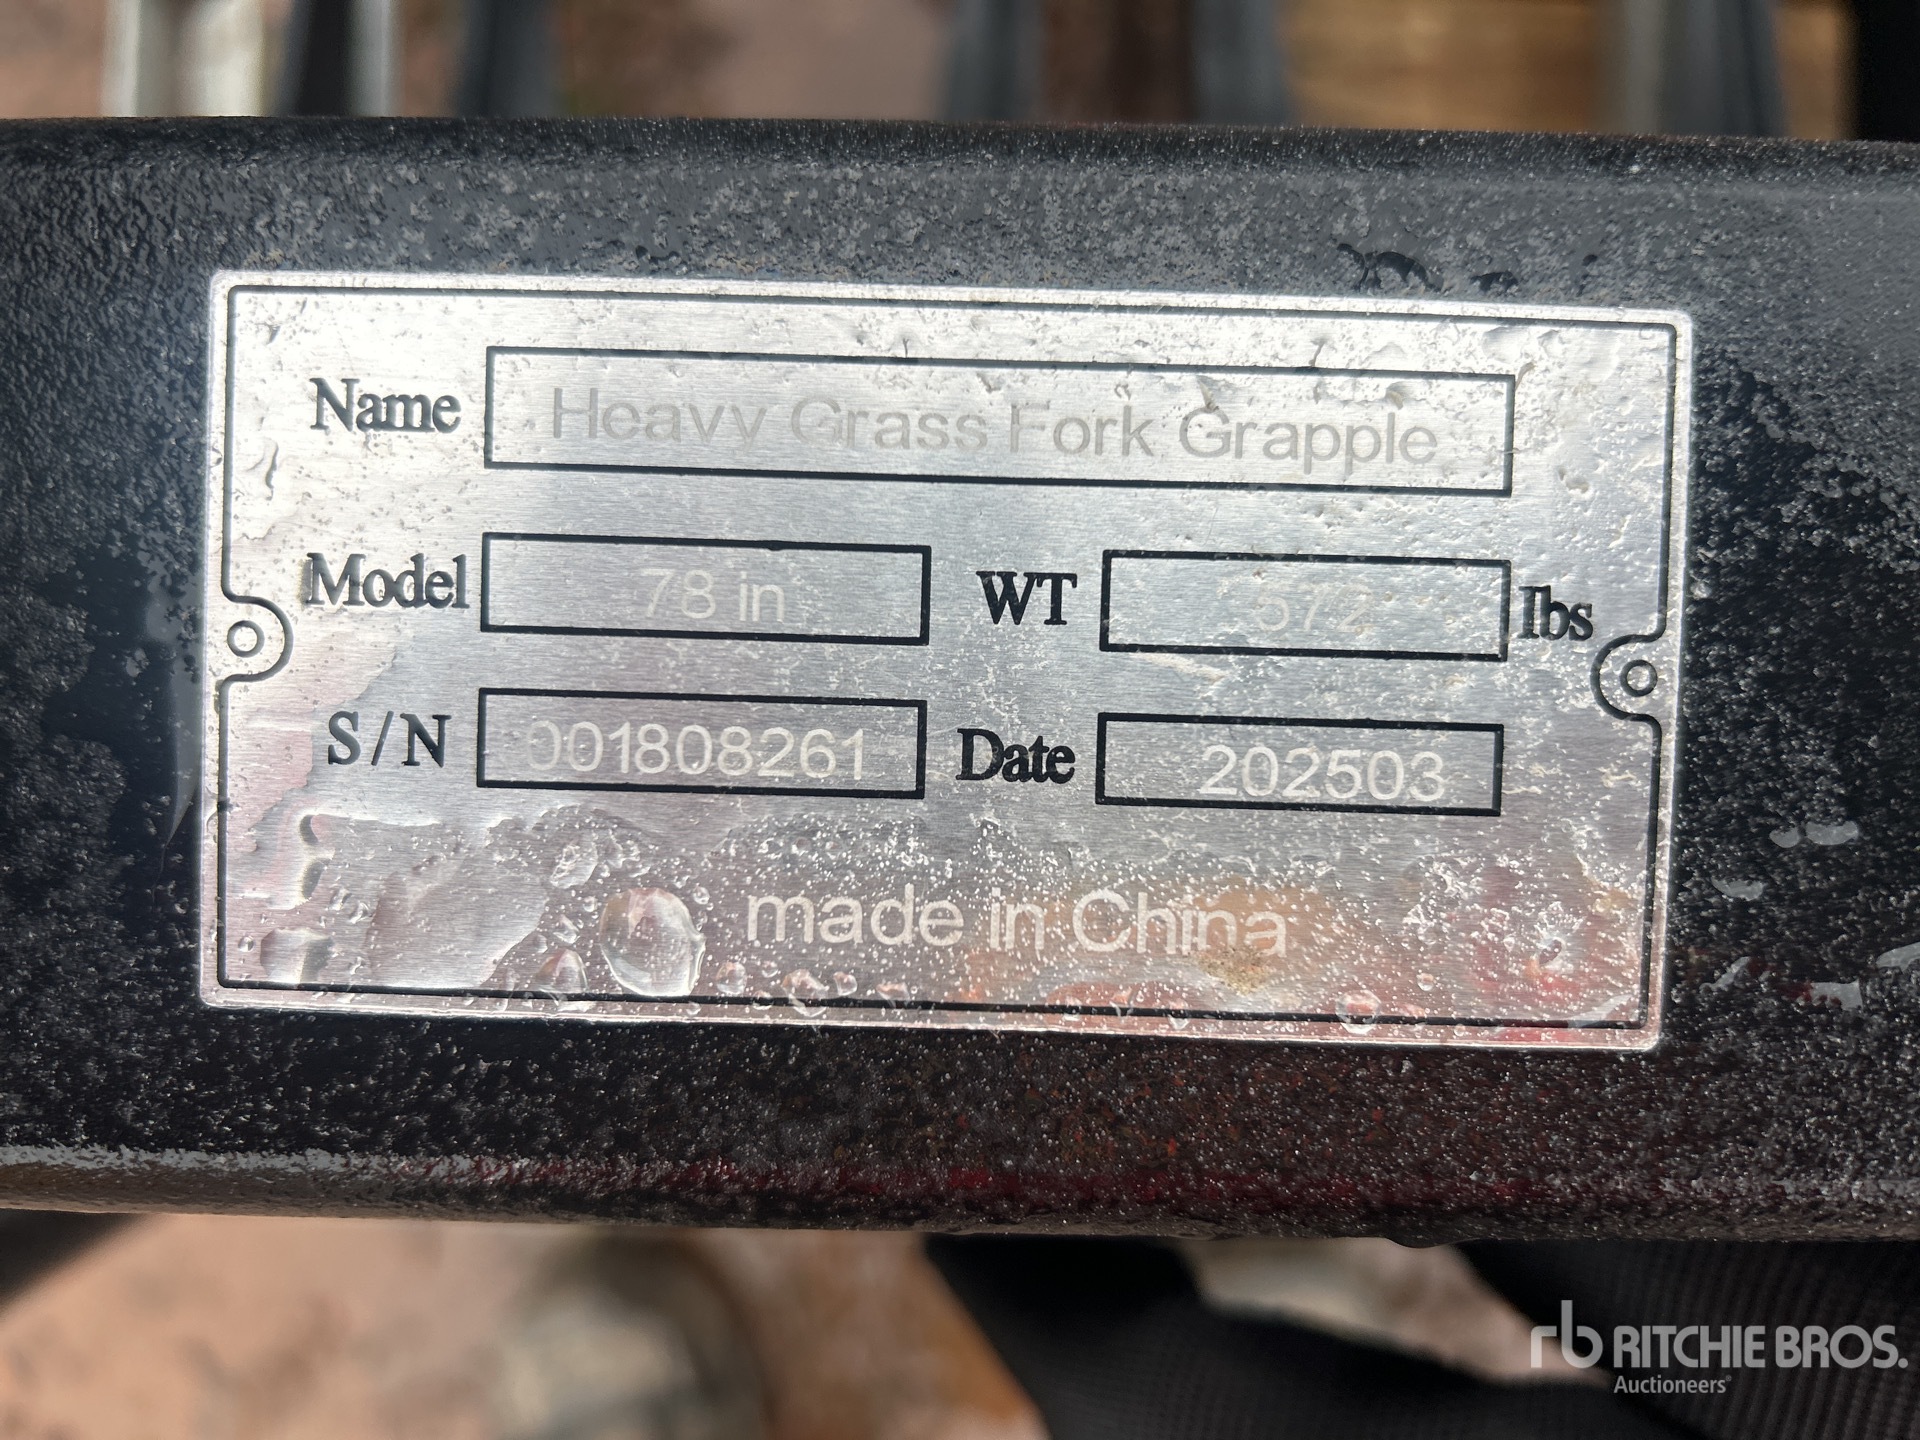 Name Heavy Grass Fork Grapple
Model 78 in WT 572 lbs
S/N 001808261 Date 202503
made in China
rb RITCHIE BROS.
Auctioneers